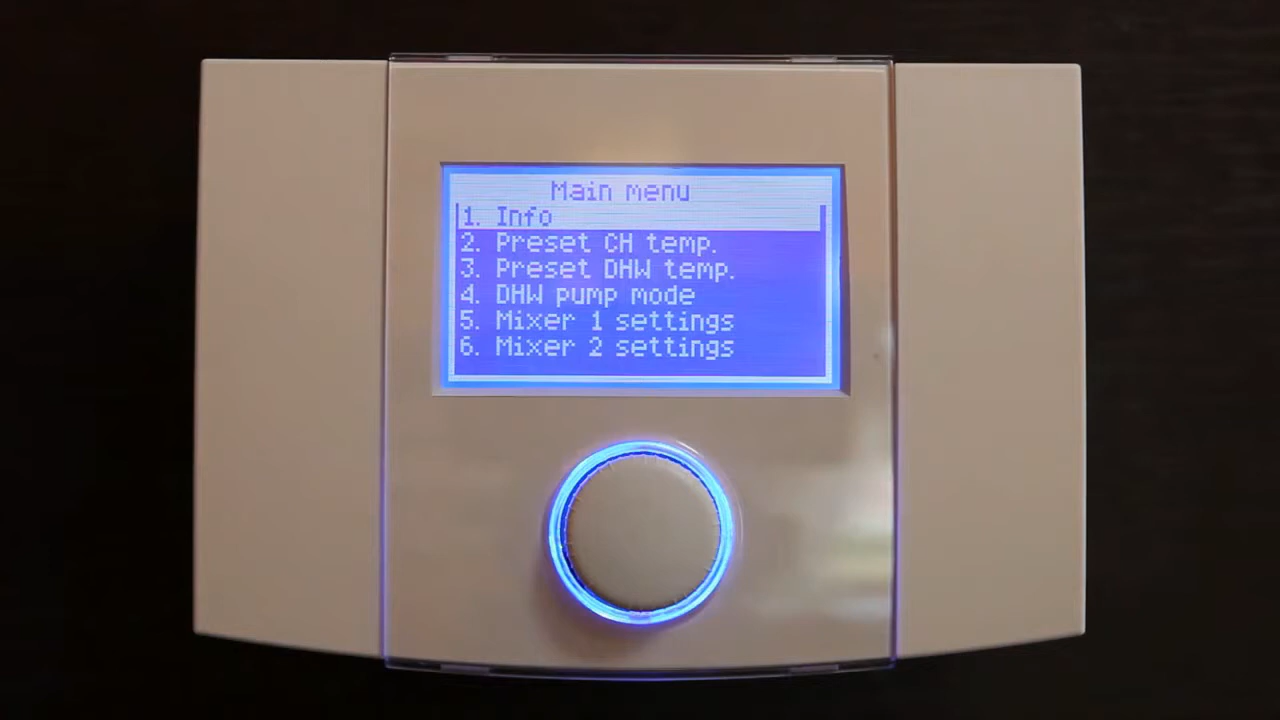 Main menu
1. Info
2. Preset CH temp.
3. Preset DHW temp.
4. DHW pump mode
5. Mixer 1 settings
6. Mixer 2 settings